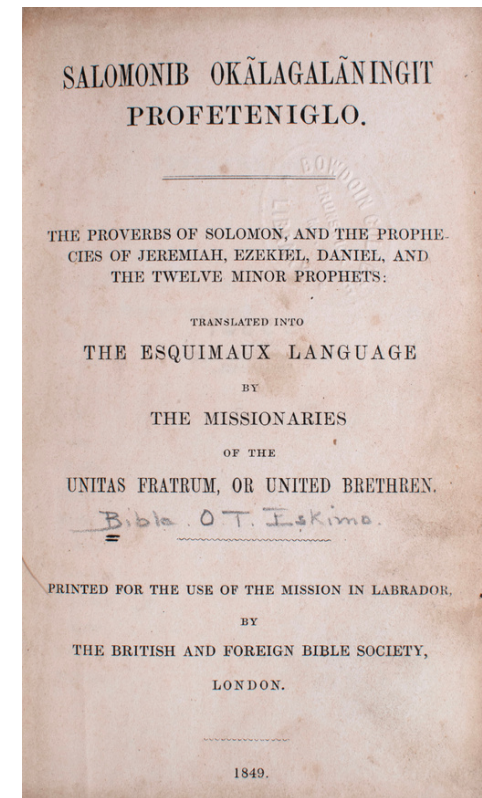 SALOMONIB OKÃLAGALÃNINGIT
PROFETENIGLO.
BOWDOIN
THE PROVERBS OF SOLOMON, AND THE PROPHE-
CIES OF JEREMIAH, EZEKIEL, DANIEL, AND
THE TWELVE MINOR PROPHETS:
TRANSLATED INTO
THE ESQUIMAUX LANGUAGE
BY
THE MISSIONARIES
OF THE
UNITAS FRATRUM, OR UNITED BRETHREN.
Bible. O T. Eskimo.
PRINTED FOR THE USE OF THE MISSION IN LABRADOR,
BY
THE BRITISH AND FOREIGN BIBLE SOCIETY,
LONDON.
1849.